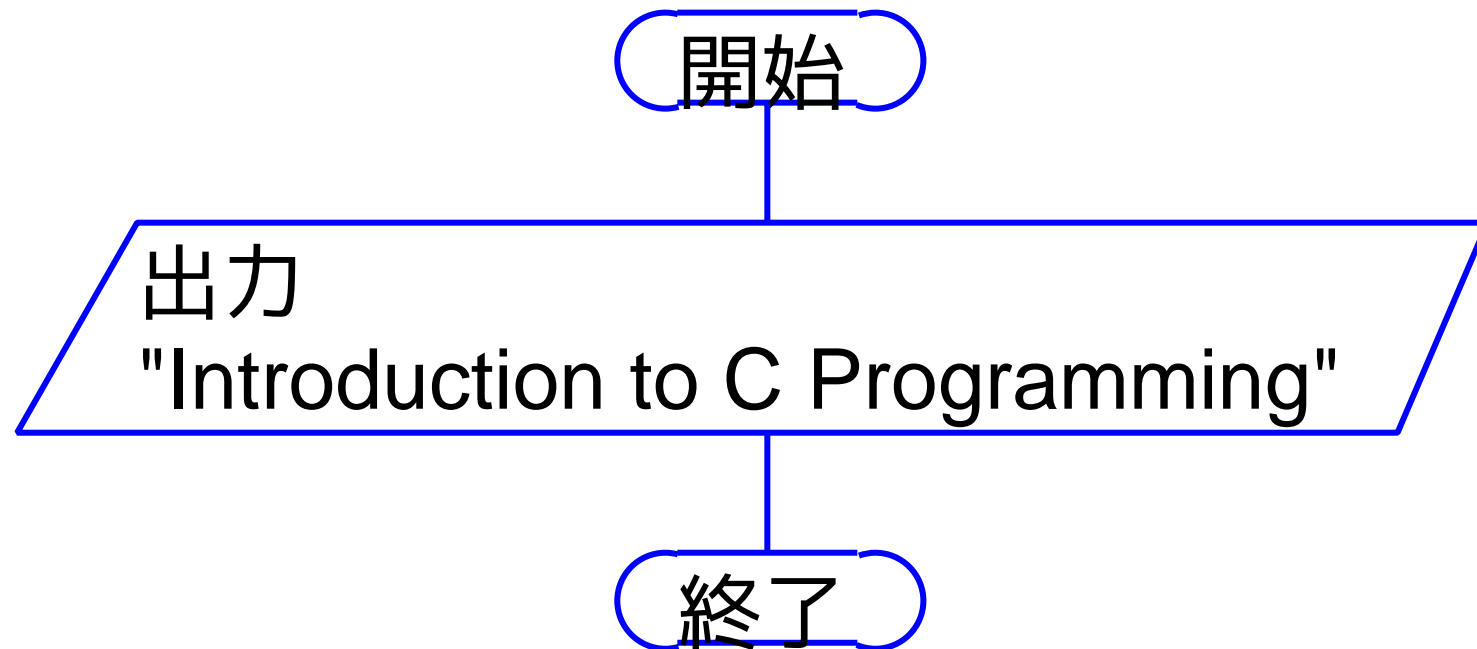 開始
出力
"Introduction to C Programming"
終了